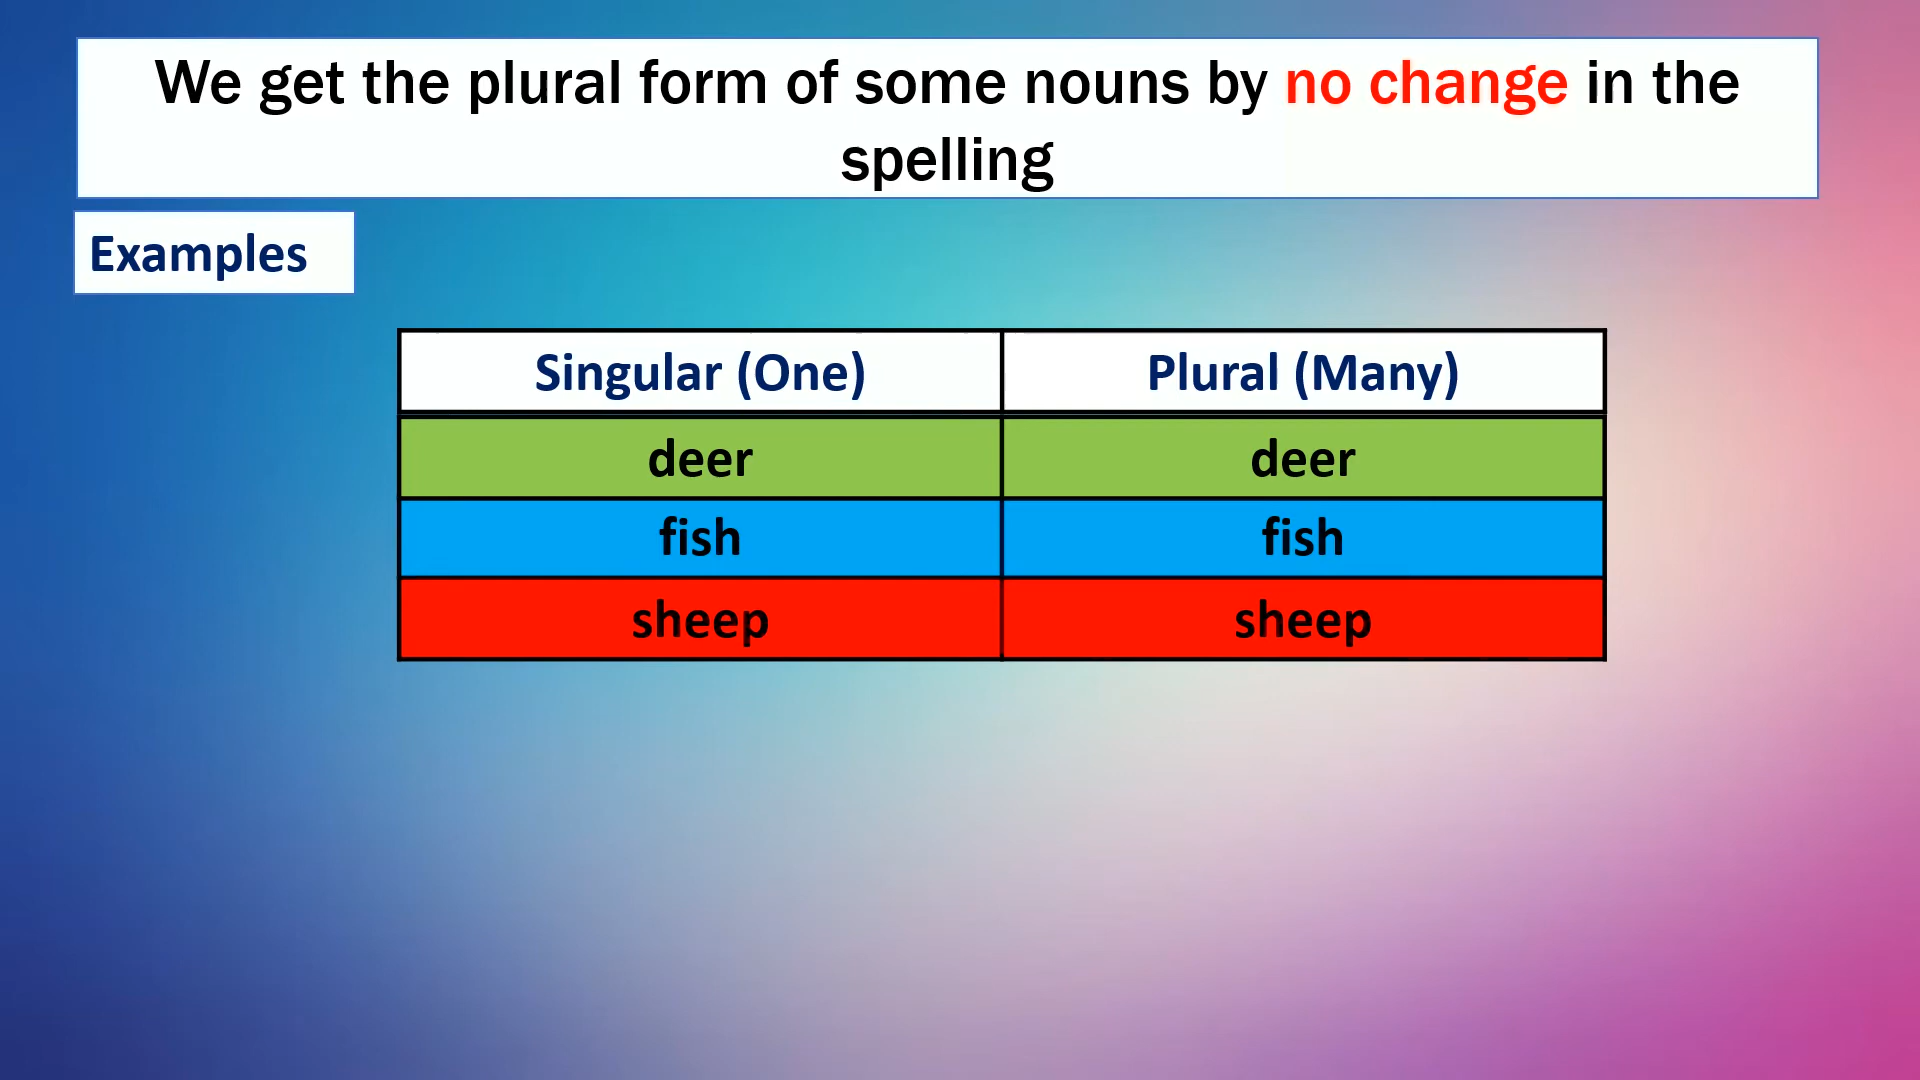 We get the plural form of some nouns by no change in the
spelling
Examples
Singular (One) Plural (Many)
deer deer
fish fish
sheep sheep